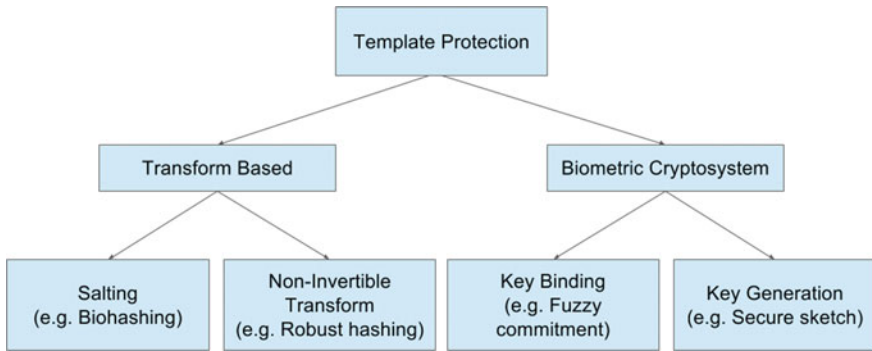 Template Protection
Transform Based
Biometric Cryptosystem
Salting
(e.g. Biohashing)
Non-Invertible
Transform
(e.g. Robust hashing)
Key Binding
(e.g. Fuzzy
commitment)
Key Generation
(e.g. Secure sketch)